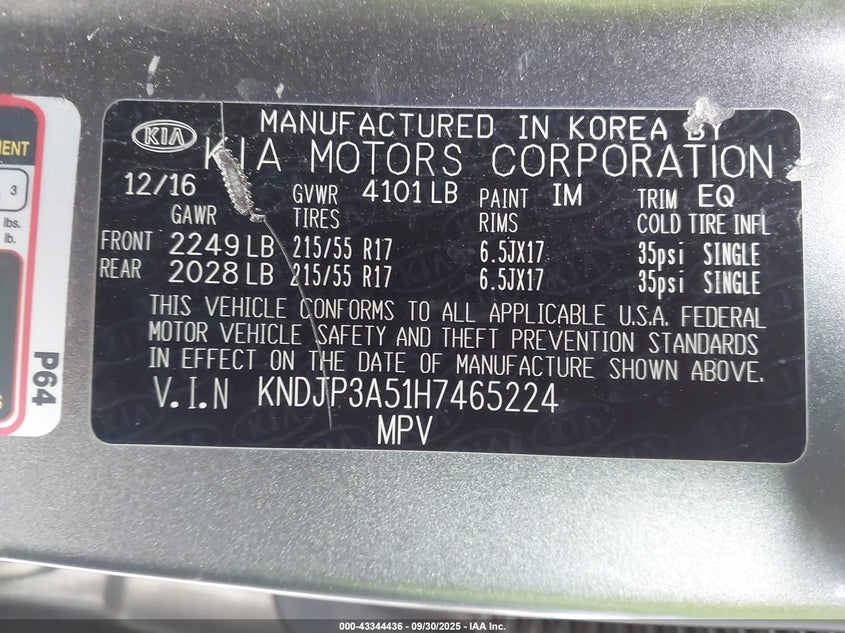 KIA
MANUFACTURED IN KOREA BY
KIA MOTORS CORPORATION
12/16 GVWR 4101 LB PAINT IM TRIM EQ
GAWR TIRES RIMS COLD TIRE INFL
FRONT 2249 LB 215/55 R17 6.5JX17 35psi SINGLE
REAR 2028 LB 215/55 R17 6.5JX17 35psi SINGLE
THIS VEHICLE CONFORMS TO ALL APPLICABLE U.S.A. FEDERAL
MOTOR VEHICLE SAFETY AND THEFT PREVENTION STANDARDS
IN EFFECT ON THE DATE OF MANUFACTURE SHOWN ABOVE.
V.I.N KNDJP3A51H7465224
MPV
3
lbs.
lb.
P64
000-43344436 - 09/30/2025 - IAA Inc.